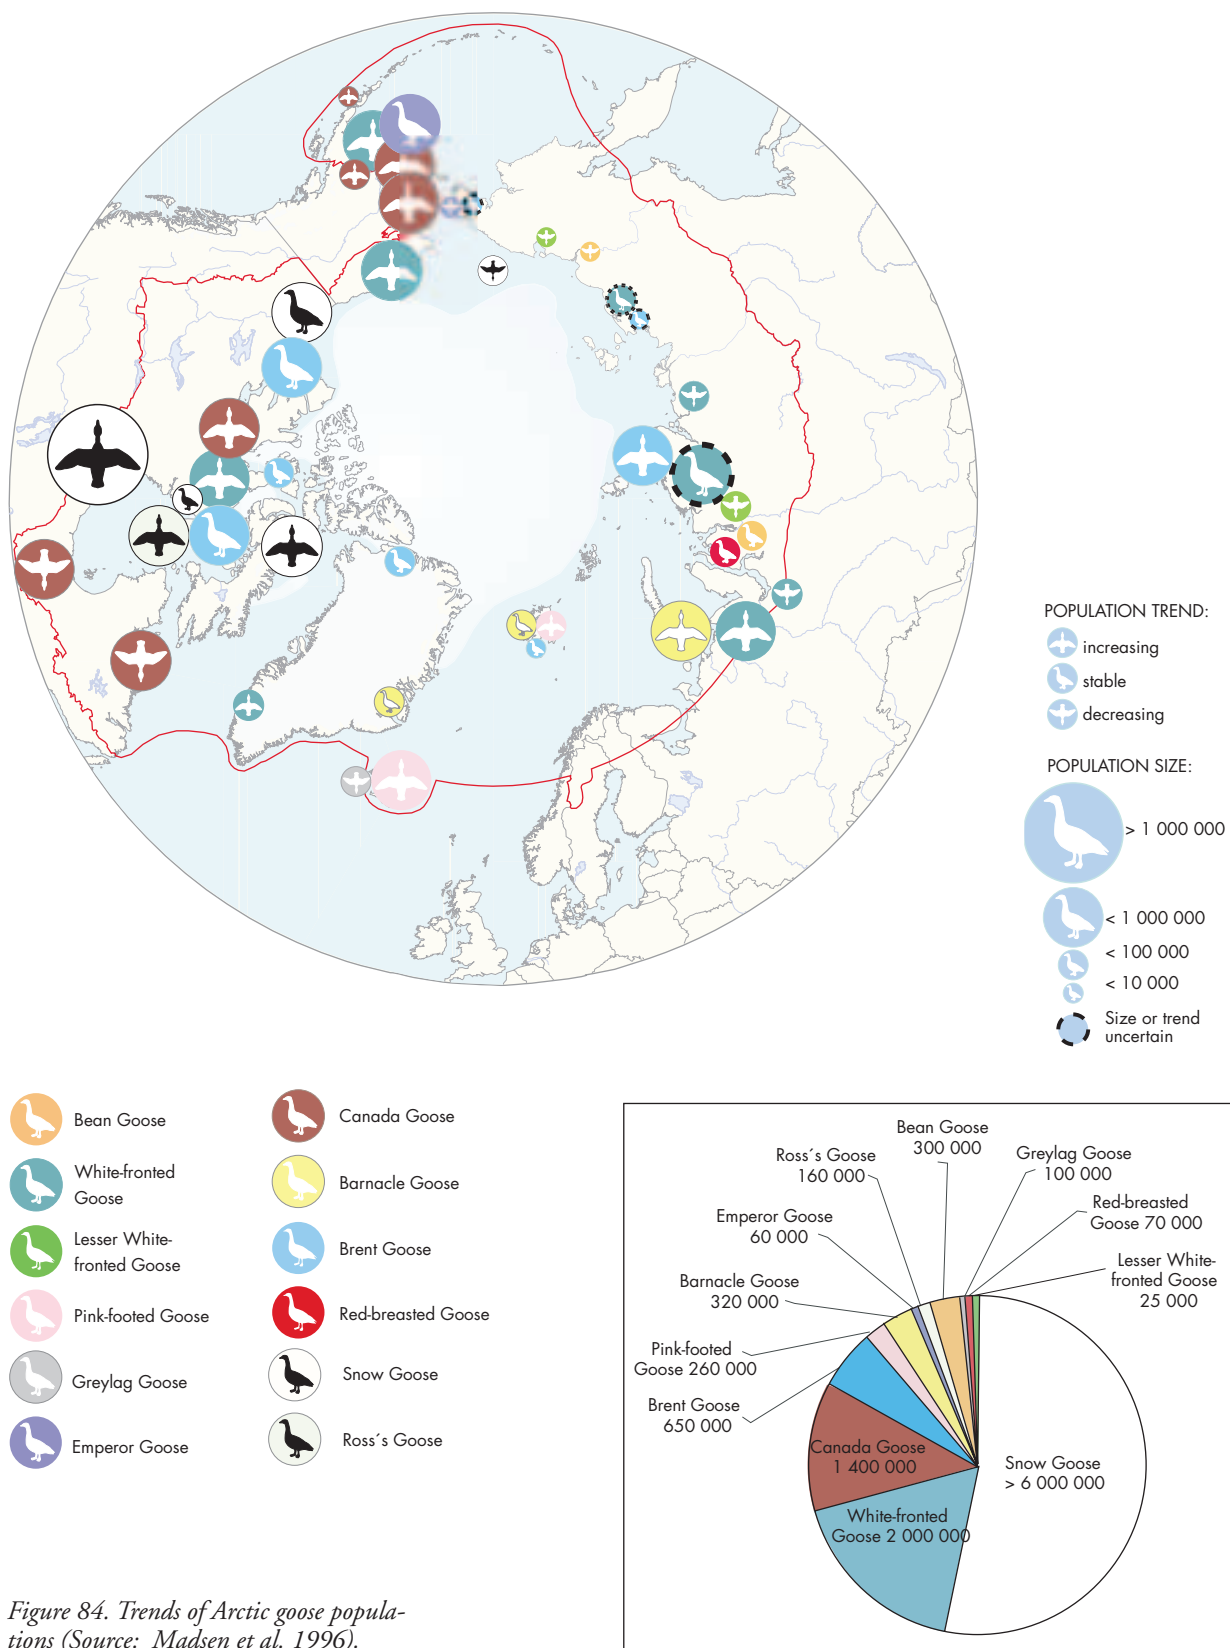 POPULATION TREND:
increasing
stable
decreasing
POPULATION SIZE:
> 1 000 000
< 1 000 000
< 100 000
< 10 000
Size or trend
uncertain
Bean Goose
White-fronted
Goose
Lesser White-
fronted Goose
Pink-footed Goose
Greylag Goose
Emperor Goose
Canada Goose
Barnacle Goose
Brent Goose
Red-breasted Goose
Snow Goose
Ross´s Goose
Bean Goose
300 000
Ross´s Goose
160 000
Greylag Goose
100 000
Emperor Goose
60 000
Red-breasted
Goose 70 000
Barnacle Goose
320 000
Lesser White-
fronted Goose
25 000
Pink-footed
Goose 260 000
Brent Goose
650 000
Canada Goose
1 400 000
Snow Goose
> 6 000 000
White-fronted
Goose 2 000 000
Figure 84. Trends of Arctic goose popula-
tions (Source: Madsen et al. 1996).